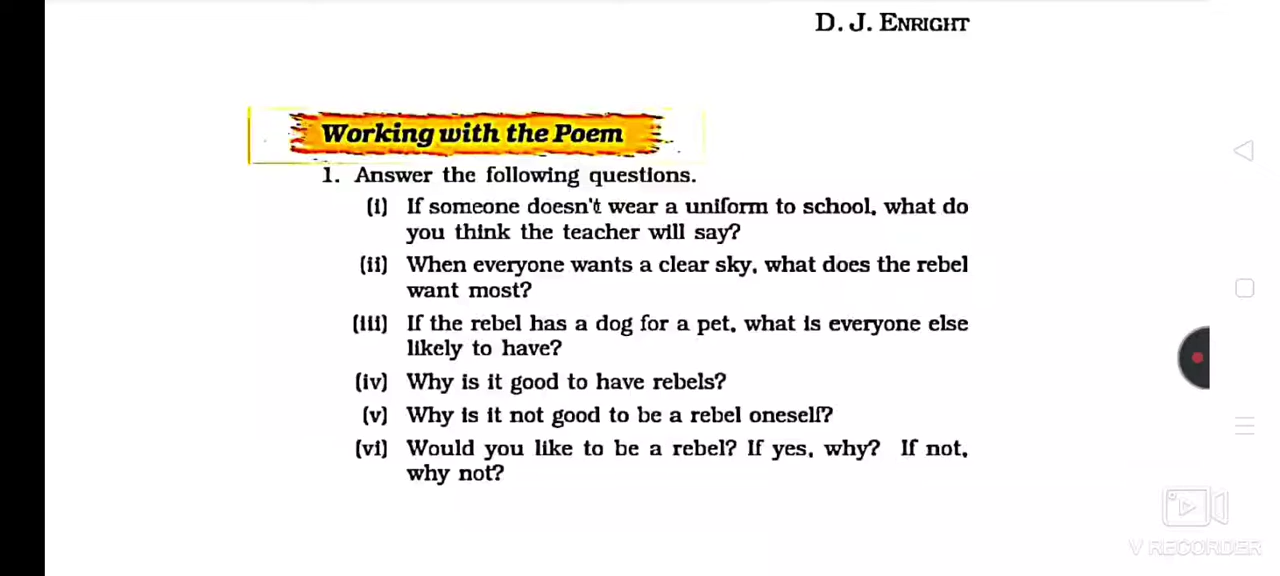 D. J. ENRIGHT
Working with the Poem
1. Answer the following questions.
(i) If someone doesn't wear a uniform to school, what do
you think the teacher will say?
(ii) When everyone wants a clear sky, what does the rebel
want most?
(iii) If the rebel has a dog for a pet, what is everyone else
likely to have?
(iv) Why is it good to have rebels?
(v) Why is it not good to be a rebel oneself?
(vi) Would you like to be a rebel? If yes, why? If not,
why not?
V RECORDER